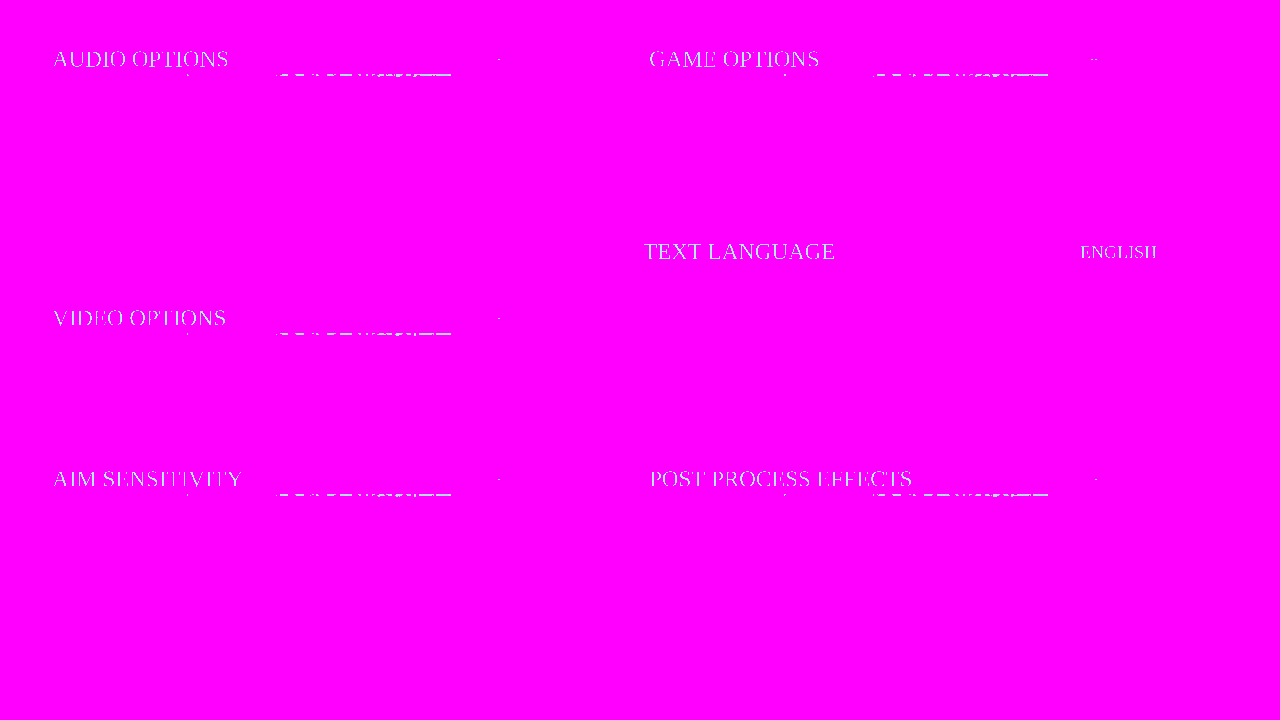 AUDIO OPTIONS
GAME OPTIONS
TEXT LANGUAGE
ENGLISH
VIDEO OPTIONS
AIM SENSITIVITY
POST PROCESS EFFECTS